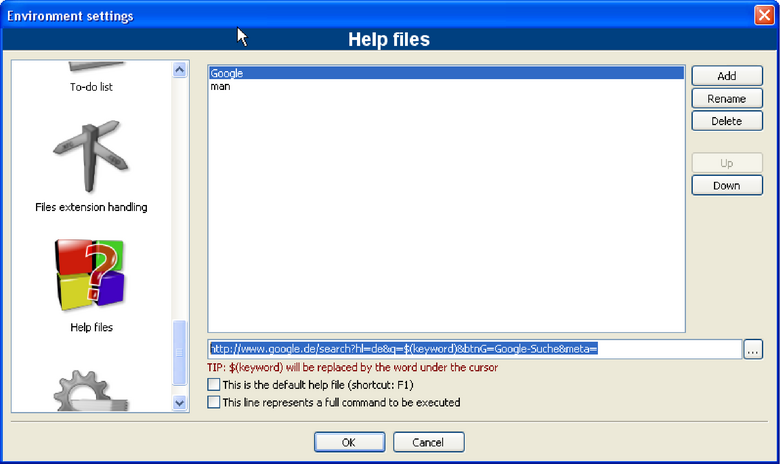 Environment settings
Help files
To-do list
Files extension handling
Help files
Google
man
Add
Rename
Delete
Up
Down
http://www.google.de/search?hl=de&q=$(keyword)&btnG=Google-Suche&meta=
...
TIP: $(keyword) will be replaced by the word under the cursor
This is the default help file (shortcut: F1)
This line represents a full command to be executed
OK
Cancel